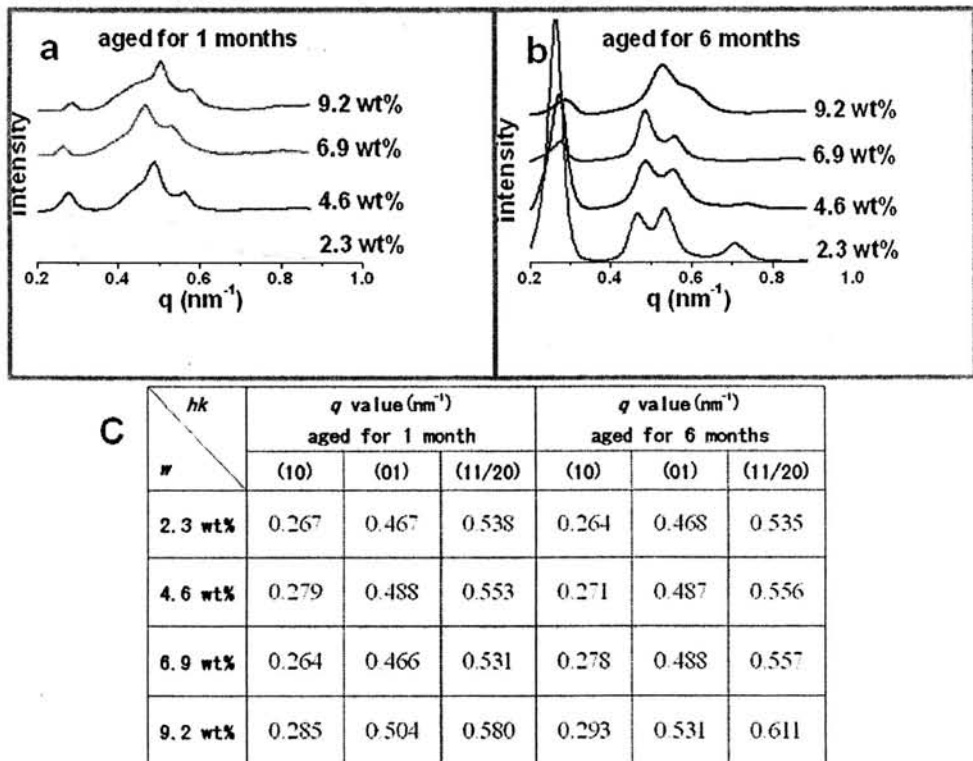 a
aged for 1 months
9.2 wt%
6.9 wt%
4.6 wt%
2.3 wt%
intensity
0.2 0.4 0.6 0.8 1.0
q (nm⁻¹)
b
aged for 6 months
9.2 wt%
6.9 wt%
4.6 wt%
2.3 wt%
intensity
0.2 0.4 0.6 0.8 1.0
q (nm⁻¹)
C
hk q value(nm⁻¹) q value(nm⁻¹)
aged for 1 month aged for 6 months
w (10) (01) (11/20) (10) (01) (11/20)
2.3 wt% 0.267 0.467 0.538 0.264 0.468 0.535
4.6 wt% 0.279 0.488 0.553 0.271 0.487 0.556
6.9 wt% 0.264 0.466 0.531 0.278 0.488 0.557
9.2 wt% 0.285 0.504 0.580 0.293 0.531 0.611